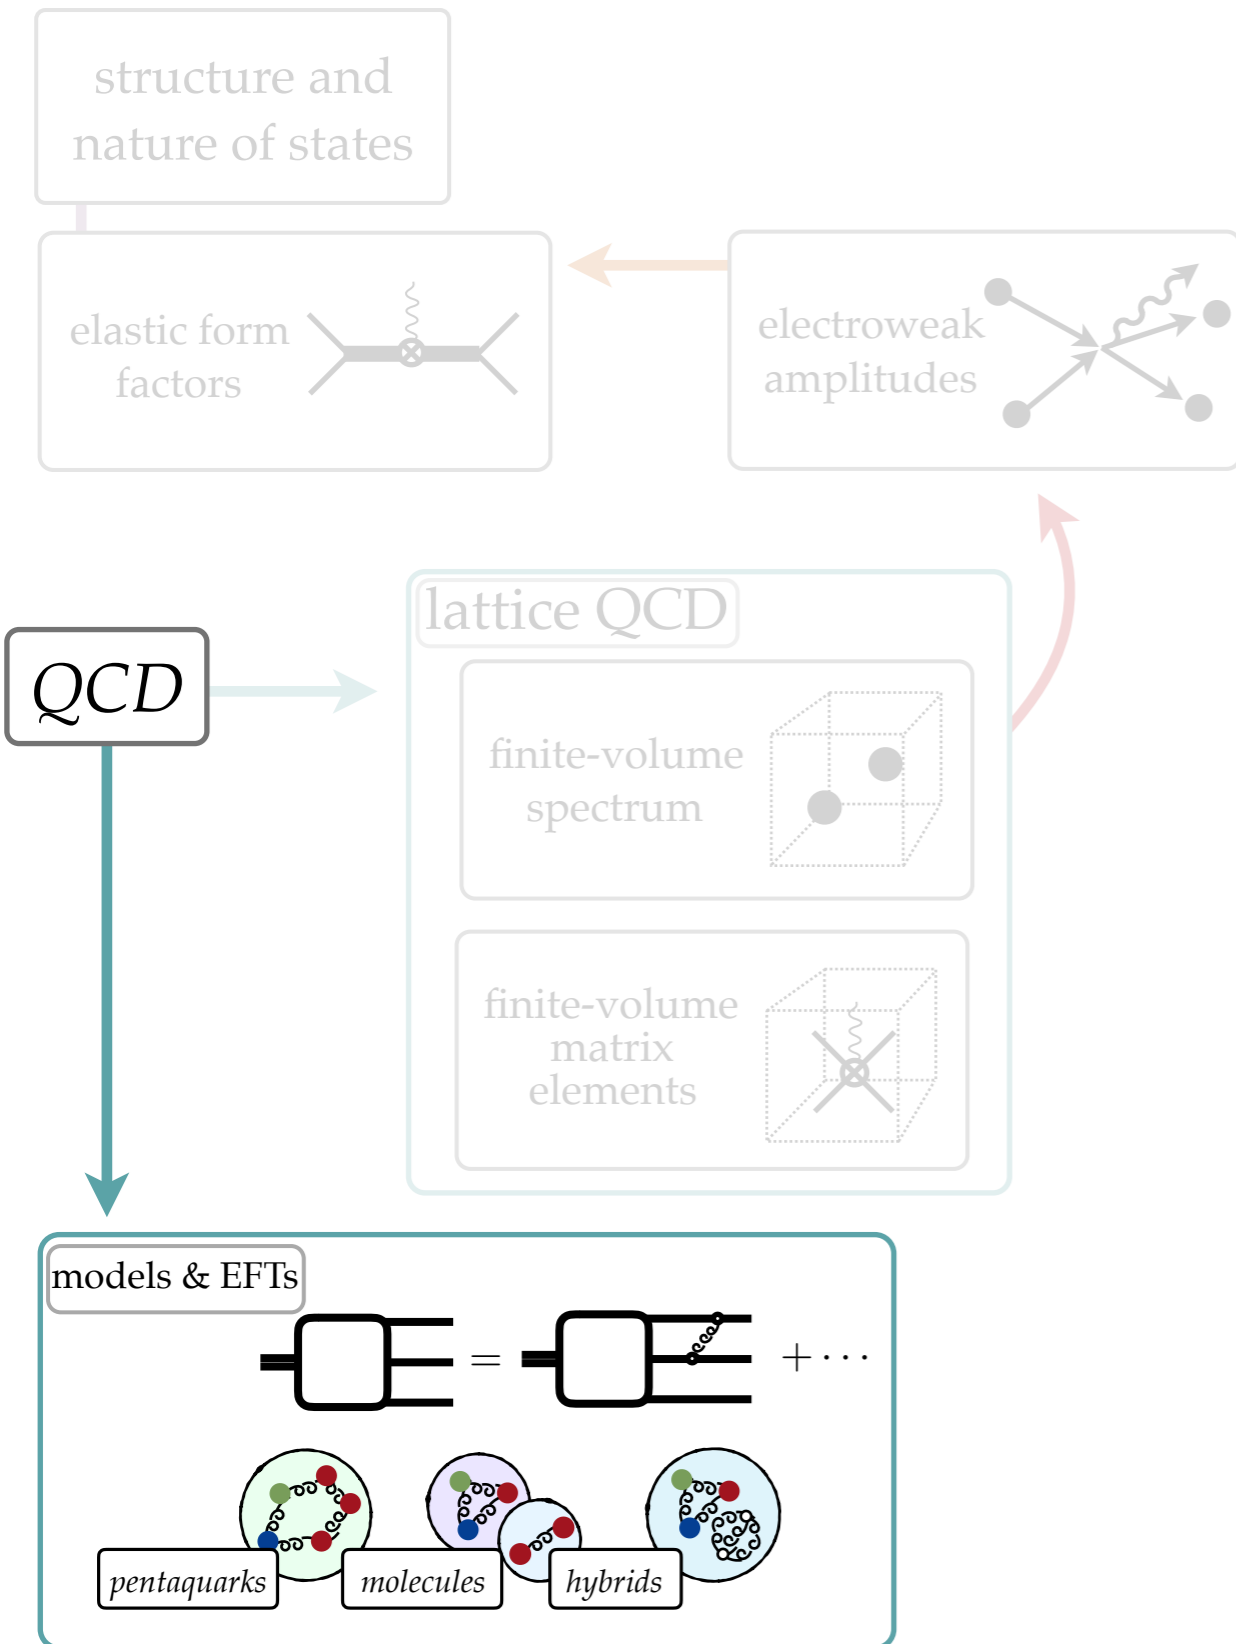 structure and
nature of states
elastic form
factors
electroweak
amplitudes
lattice QCD
QCD
finite-volume
spectrum
finite-volume
matrix
elements
models & EFTs
= + ···
pentaquarks
molecules
hybrids